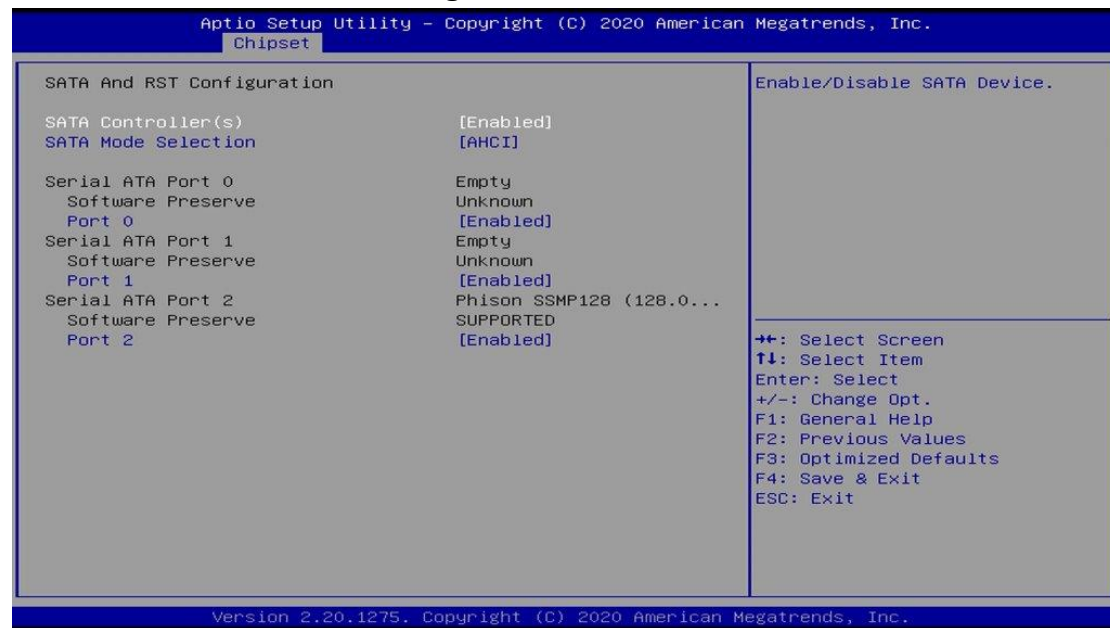 Aptio Setup Utility – Copyright (C) 2020 American Megatrends, Inc.
Chipset
SATA And RST Configuration
SATA Controller(s) [Enabled]
SATA Mode Selection [AHCI]
Serial ATA Port 0 Empty
Software Preserve Unknown
Port 0 [Enabled]
Serial ATA Port 1 Empty
Software Preserve Unknown
Port 1 [Enabled]
Serial ATA Port 2 Phison SSMP128 (128.0...
Software Preserve SUPPORTED
Port 2 [Enabled]
Enable/Disable SATA Device.
→←: Select Screen
↑↓: Select Item
Enter: Select
+/-: Change Opt.
F1: General Help
F2: Previous Values
F3: Optimized Defaults
F4: Save & Exit
ESC: Exit
Version 2.20.1275. Copyright (C) 2020 American Megatrends, Inc.